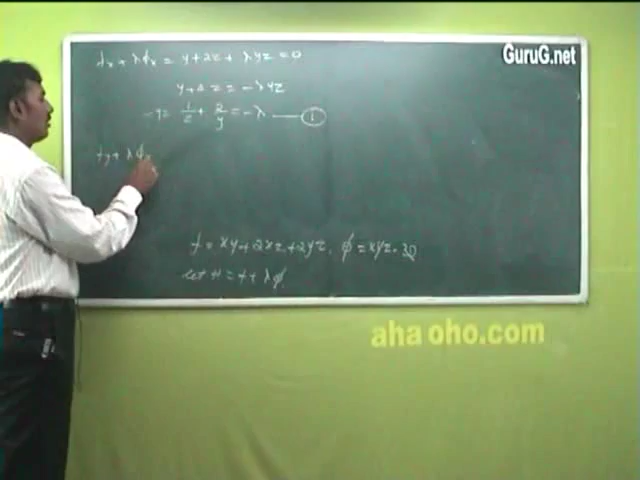 fx + λϕx = y + 2z + λyz = 0
y + 2z = -λyz
⇒ 1/z + 2/y = -λ —— (1)
fy + λϕ
f = xy + 2xz + 2yz, ϕ = xyz - 32
Let H = f + λϕ
GuruG.net
aha oho.com